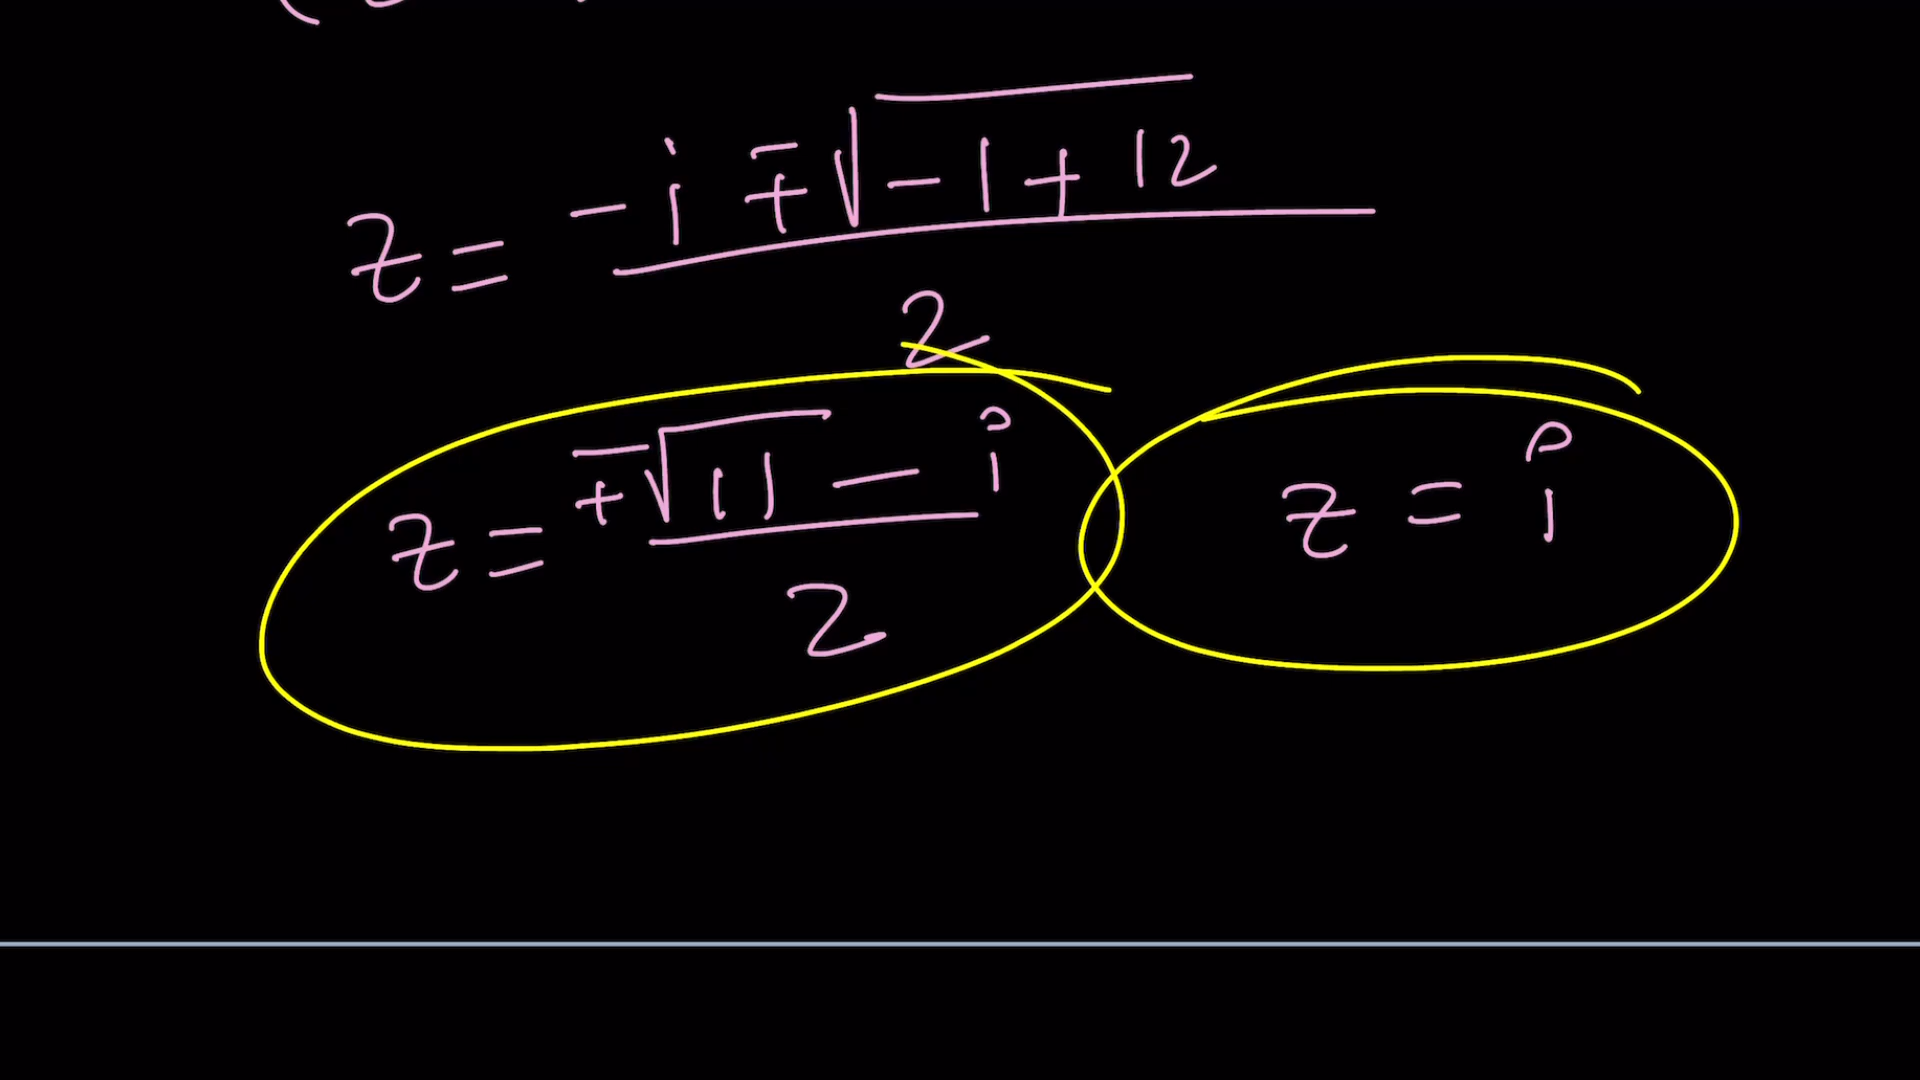 z = (-i ∓ √(-1+12)) / 2
z = (∓√11 - i) / 2    z = i